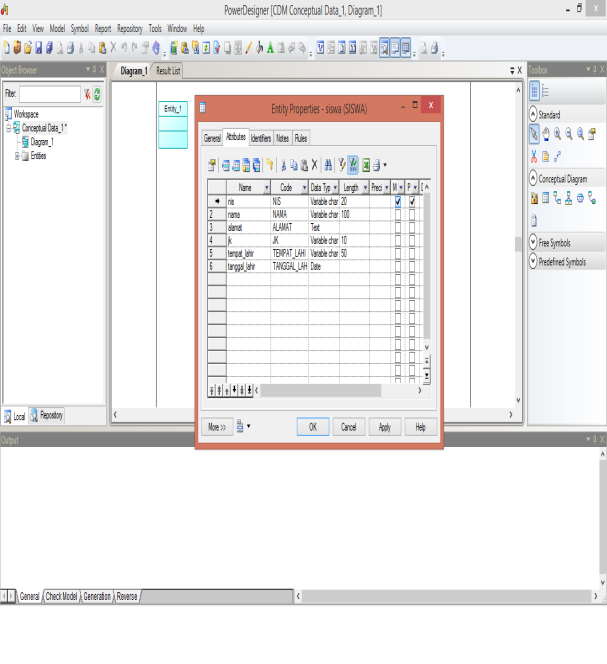 PowerDesigner [CDM Conceptual Data_1, Diagram_1]
File Edit View Model Symbol Report Repository Tools Window Help
Object Browser
Filter:
Workspace
Conceptual Data_1 *
Diagram_1
Entities
Local Repository
Diagram_1 Result List
Entity_1
Entity Properties - siswa (SISWA)
General Attributes Identifiers Notes Rules
Name Code Data Typ Length Preci M P D
nis NIS Variable char 20
2 nama NAMA Variable char 100
3 alamat ALAMAT Text
4 jk JK Variable char 10
5 tempat_lahir TEMPAT_LAHI Variable char 50
6 tanggal_lahir TANGGAL_LAH Date
More >> OK Cancel Apply Help
Toolbox
Standard
Conceptual Diagram
Free Symbols
Predefined Symbols
Output
General Check Model Generation Reverse